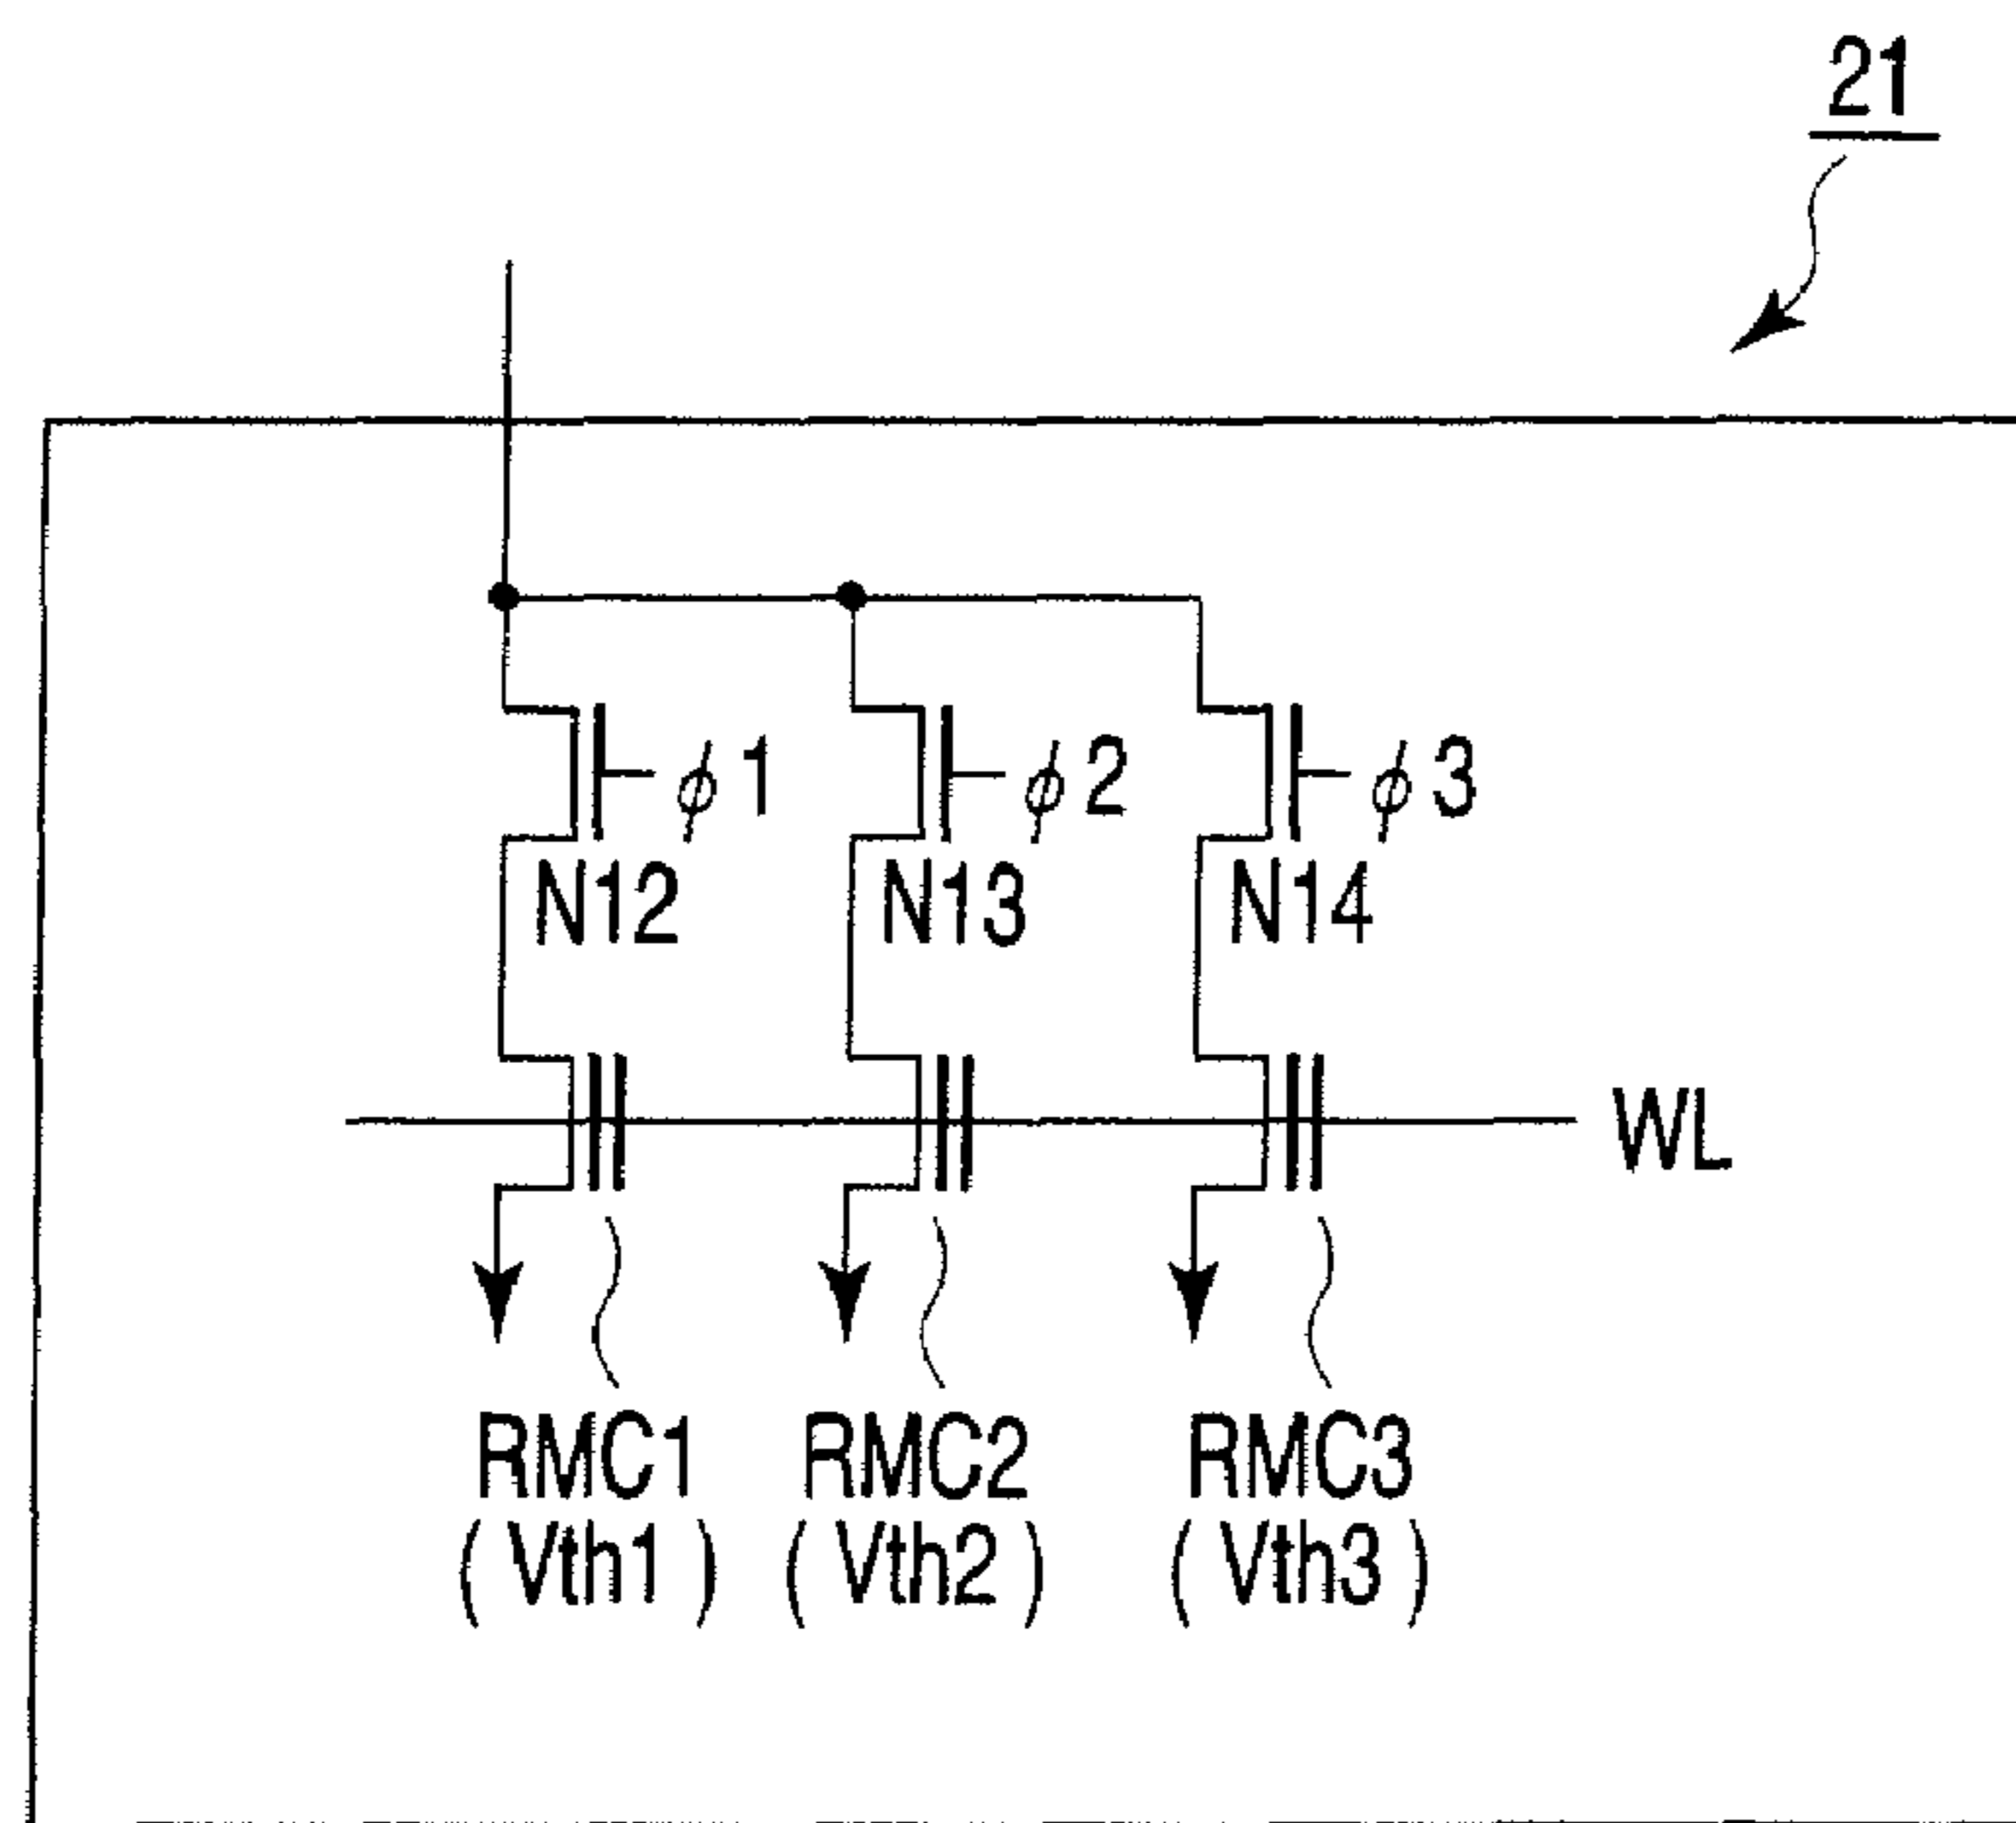 21
ϕ1 ϕ2 ϕ3
N12 N13 N14
WL
RMC1 RMC2 RMC3
(Vth1) (Vth2) (Vth3)